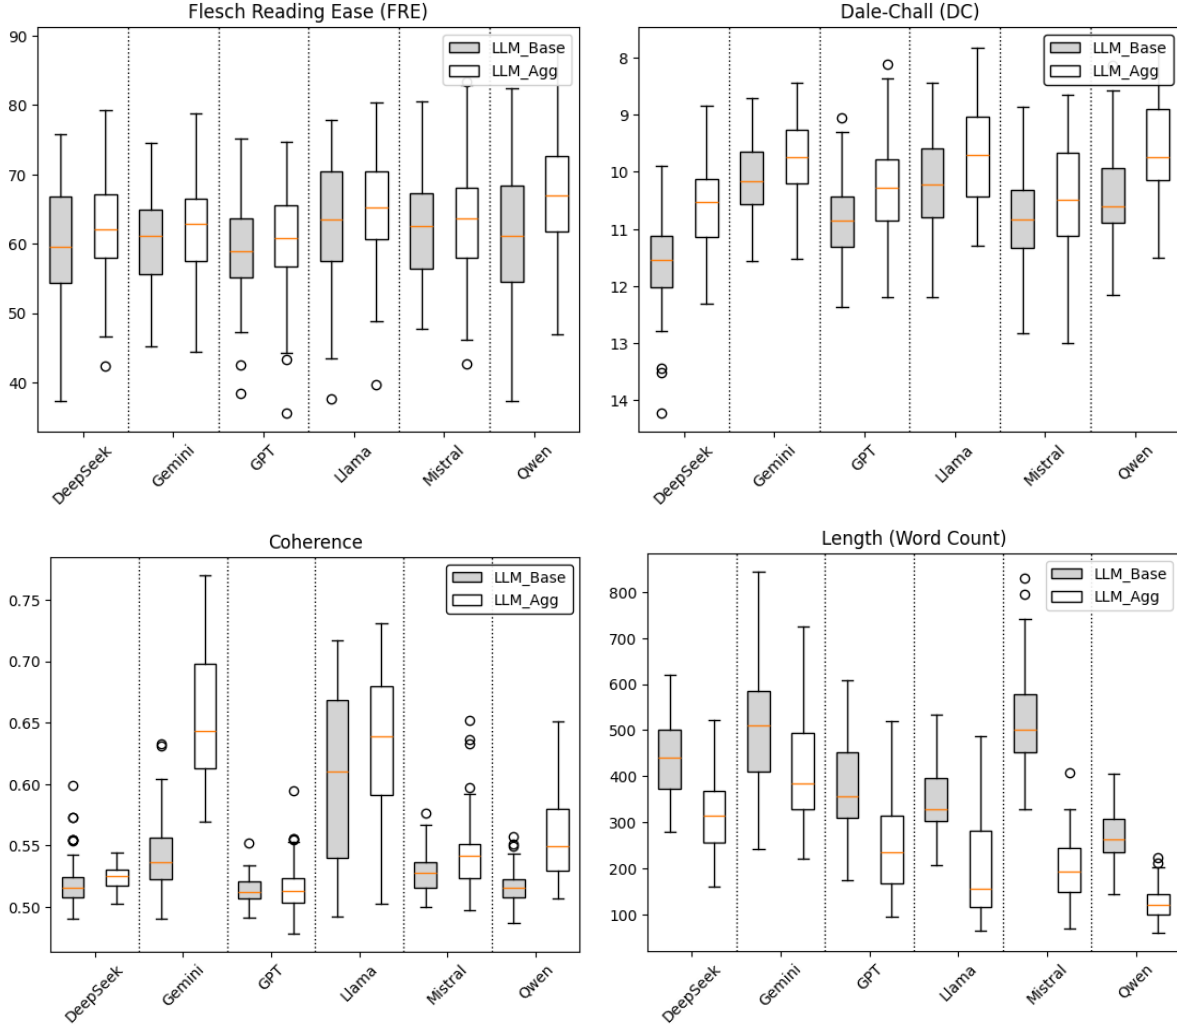 Flesch Reading Ease (FRE)
90
80
70
60
50
40
LLM_Base
LLM_Agg
DeepSeek
Gemini
GPT
Llama
Mistral
Qwen
Dale-Chall (DC)
8
9
10
11
12
13
14
LLM_Base
LLM_Agg
DeepSeek
Gemini
GPT
Llama
Mistral
Qwen
Coherence
0.75
0.70
0.65
0.60
0.55
0.50
LLM_Base
LLM_Agg
DeepSeek
Gemini
GPT
Llama
Mistral
Qwen
Length (Word Count)
800
700
600
500
400
300
200
100
LLM_Base
LLM_Agg
DeepSeek
Gemini
GPT
Llama
Mistral
Qwen